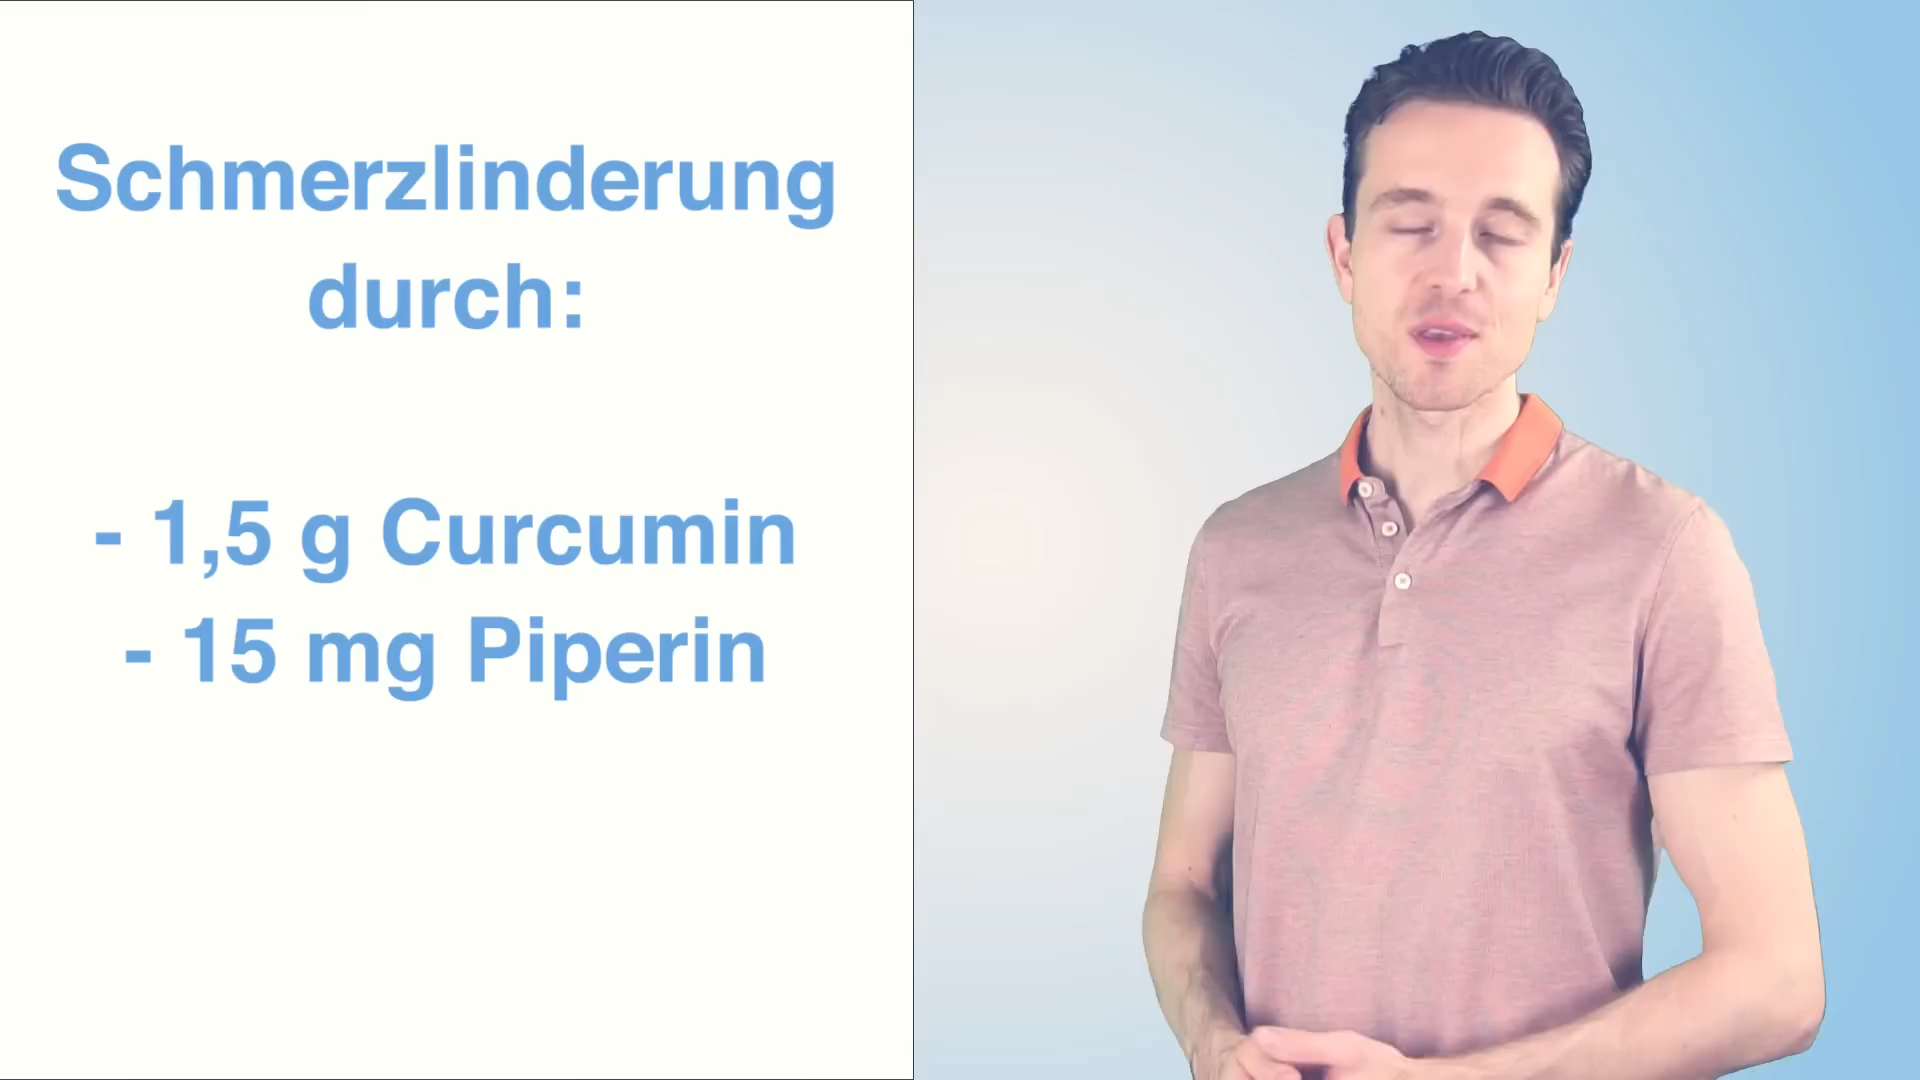 Schmerzlinderung
durch:
- 1,5 g Curcumin
- 15 mg Piperin